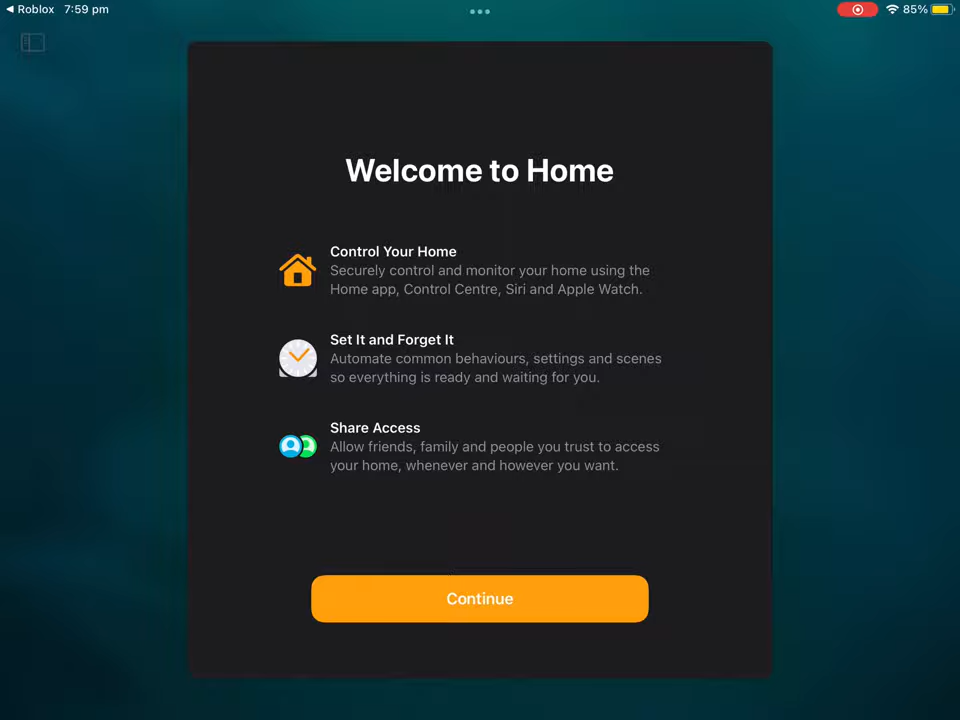 Roblox 7:59 pm
85%
Welcome to Home
Control Your Home
Securely control and monitor your home using the
Home app, Control Centre, Siri and Apple Watch.
Set It and Forget It
Automate common behaviours, settings and scenes
so everything is ready and waiting for you.
Share Access
Allow friends, family and people you trust to access
your home, whenever and however you want.
Continue